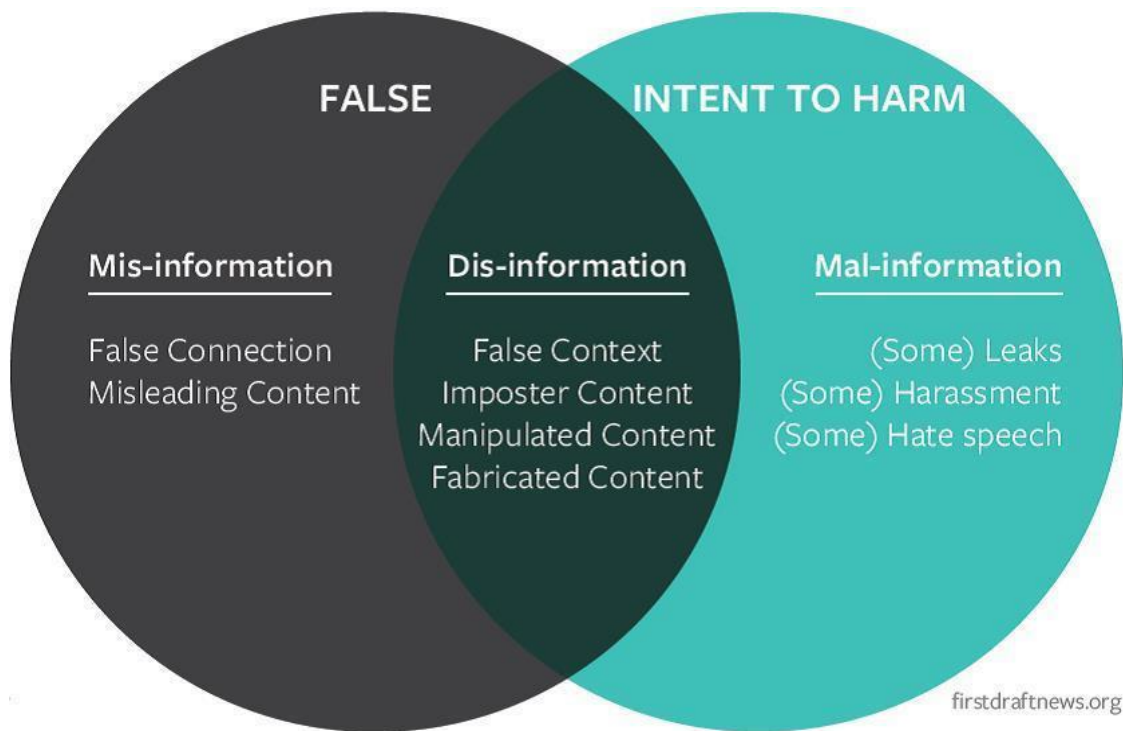 FALSE
INTENT TO HARM
Mis-information
False Connection
Misleading Content
Dis-information
False Context
Imposter Content
Manipulated Content
Fabricated Content
Mal-information
(Some) Leaks
(Some) Harassment
(Some) Hate speech
firstdraftnews.org